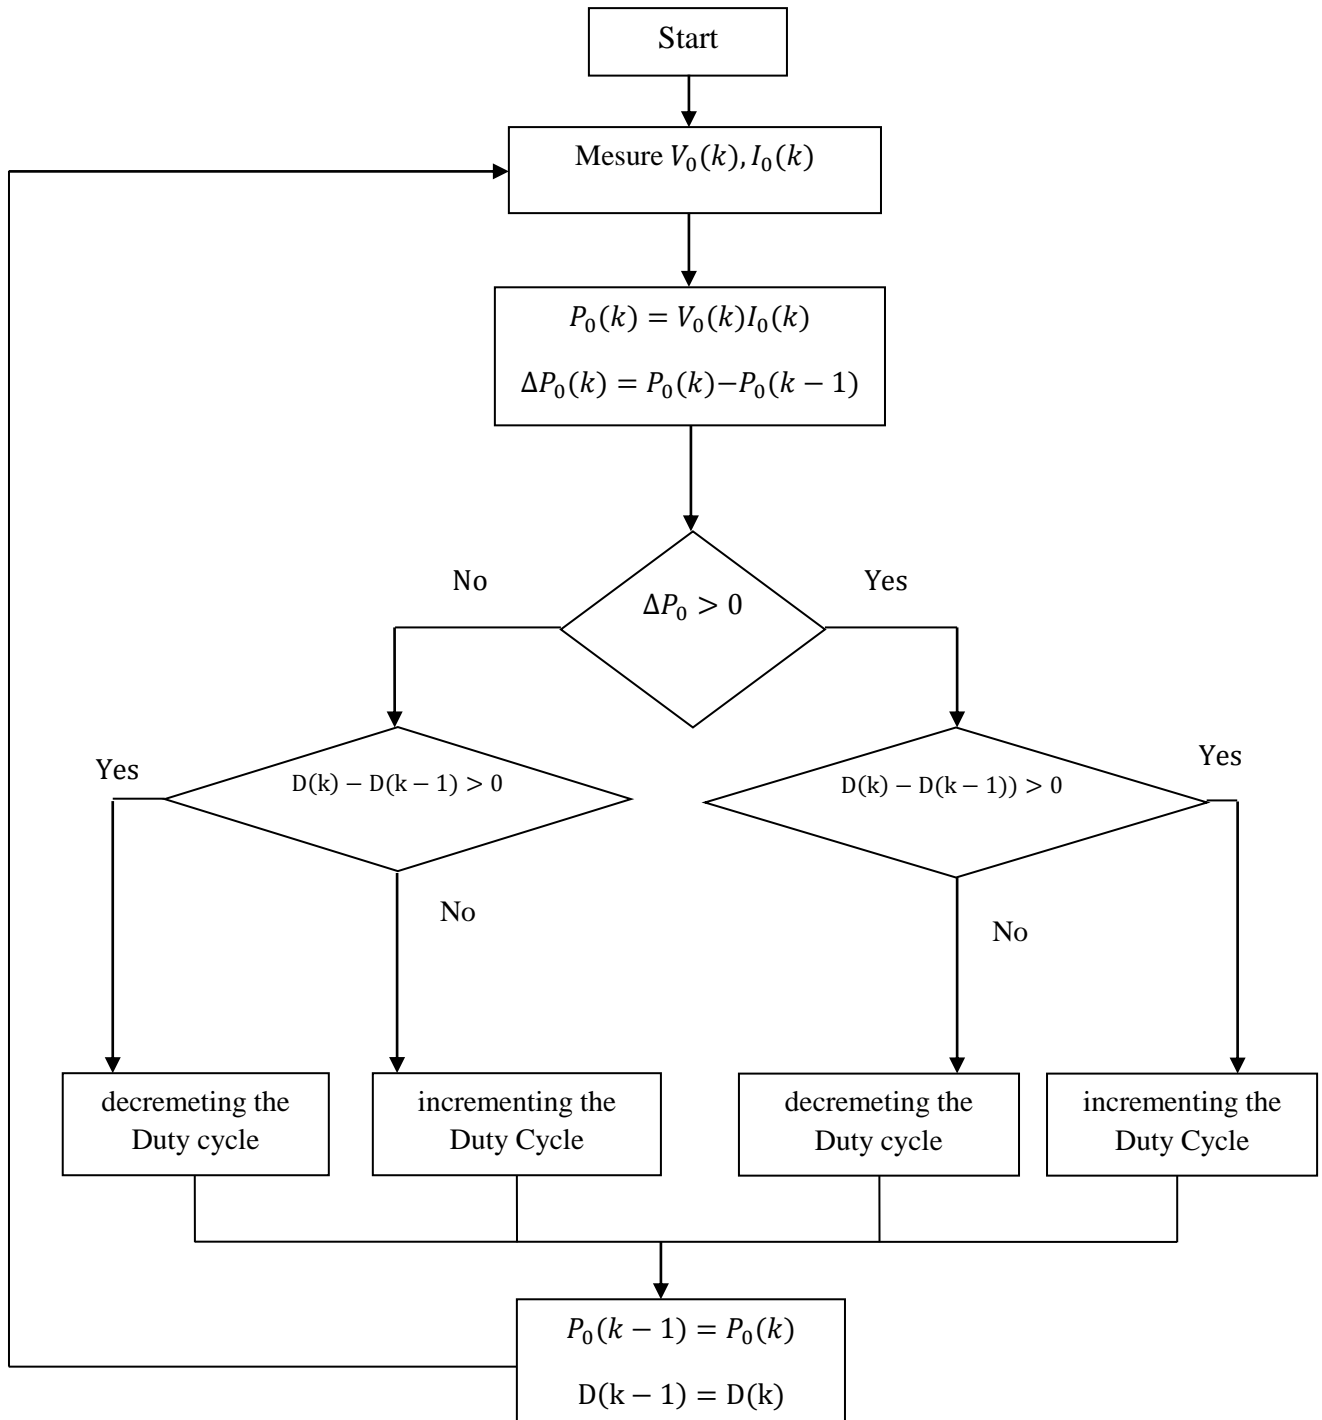 Start
Mesure V₀(k), I₀(k)
P₀(k) = V₀(k)I₀(k)
ΔP₀(k) = P₀(k)−P₀(k − 1)
No
Yes
ΔP₀ > 0
Yes
D(k) − D(k − 1) > 0
D(k) − D(k − 1)) > 0
Yes
No
No
decremeting the
Duty cycle
incrementing the
Duty Cycle
decremeting the
Duty cycle
incrementing the
Duty Cycle
P₀(k − 1) = P₀(k)
D(k − 1) = D(k)